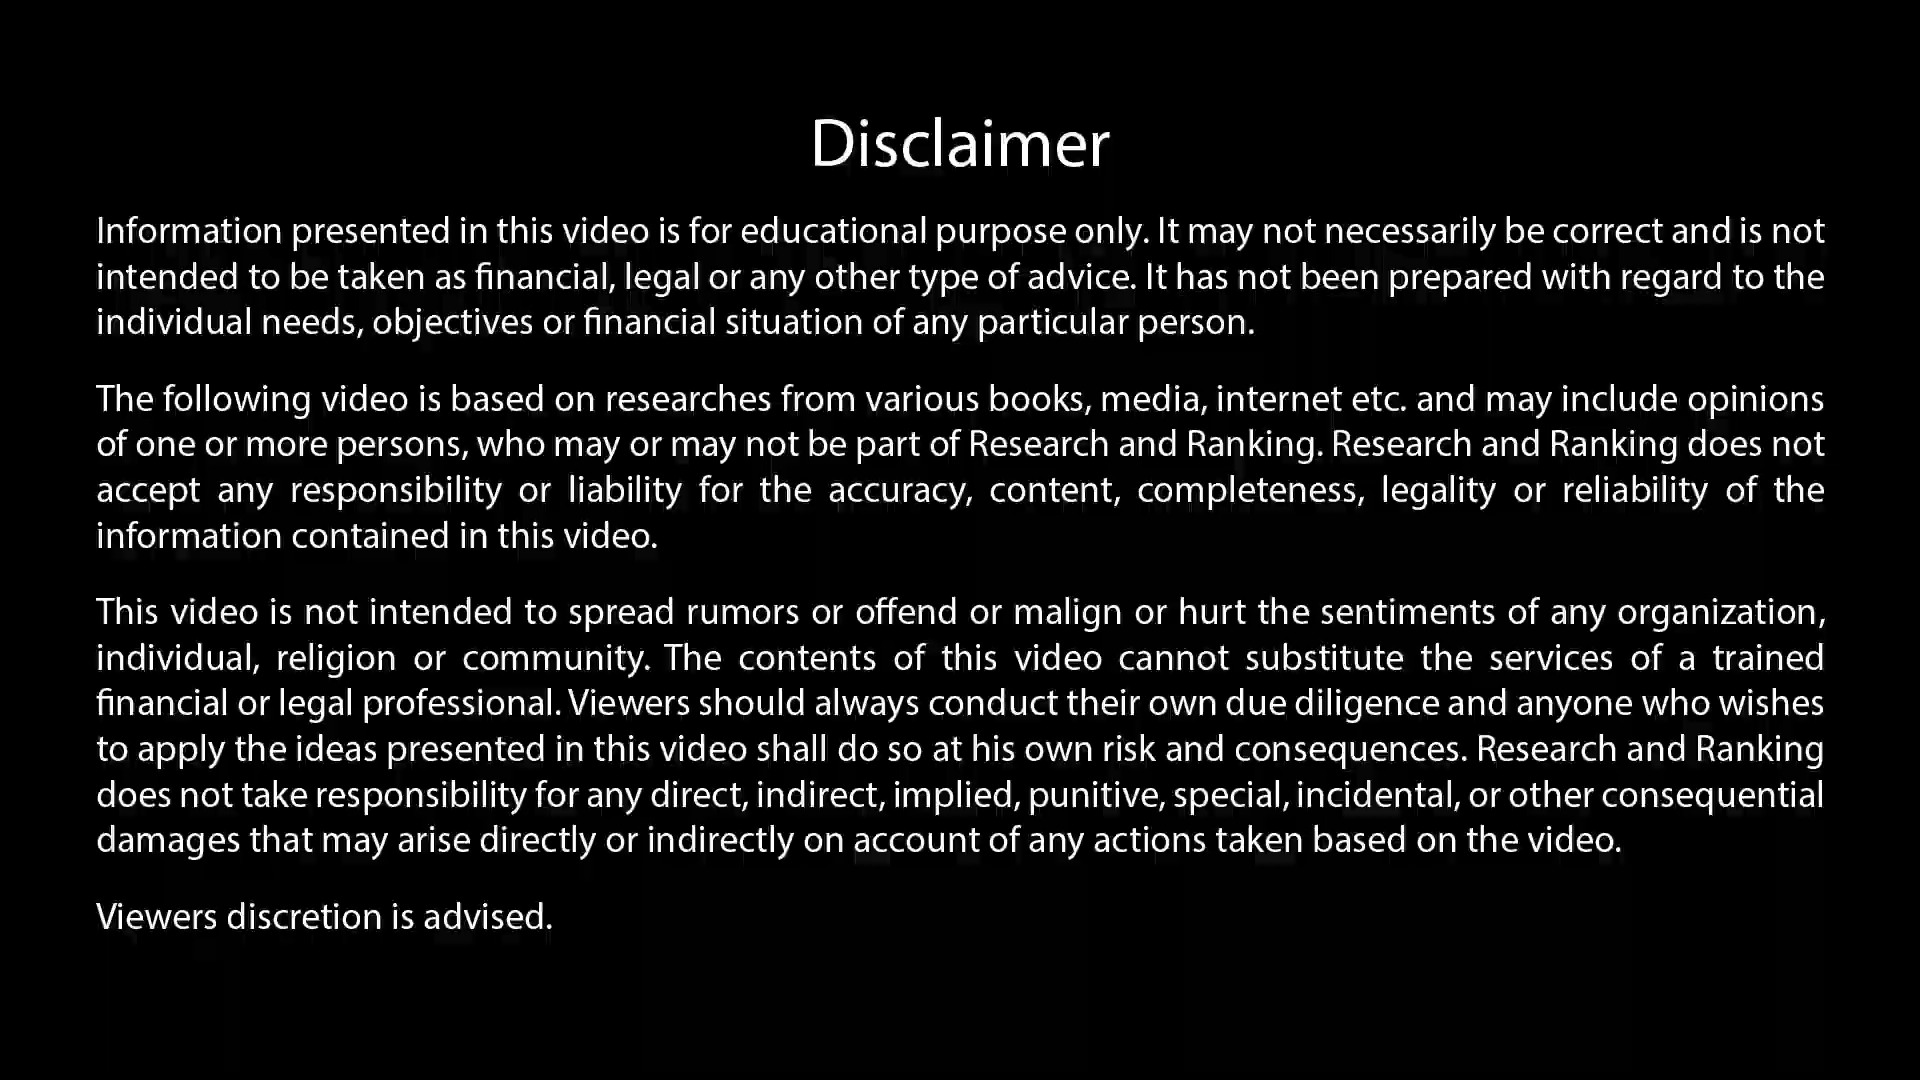 Disclaimer
Information presented in this video is for educational purpose only. It may not necessarily be correct and is not
intended to be taken as financial, legal or any other type of advice. It has not been prepared with regard to the
individual needs, objectives or financial situation of any particular person.
The following video is based on researches from various books, media, internet etc. and may include opinions
of one or more persons, who may or may not be part of Research and Ranking. Research and Ranking does not
accept any responsibility or liability for the accuracy, content, completeness, legality or reliability of the
information contained in this video.
This video is not intended to spread rumors or offend or malign or hurt the sentiments of any organization,
individual, religion or community. The contents of this video cannot substitute the services of a trained
financial or legal professional. Viewers should always conduct their own due diligence and anyone who wishes
to apply the ideas presented in this video shall do so at his own risk and consequences. Research and Ranking
does not take responsibility for any direct, indirect, implied, punitive, special, incidental, or other consequential
damages that may arise directly or indirectly on account of any actions taken based on the video.
Viewers discretion is advised.